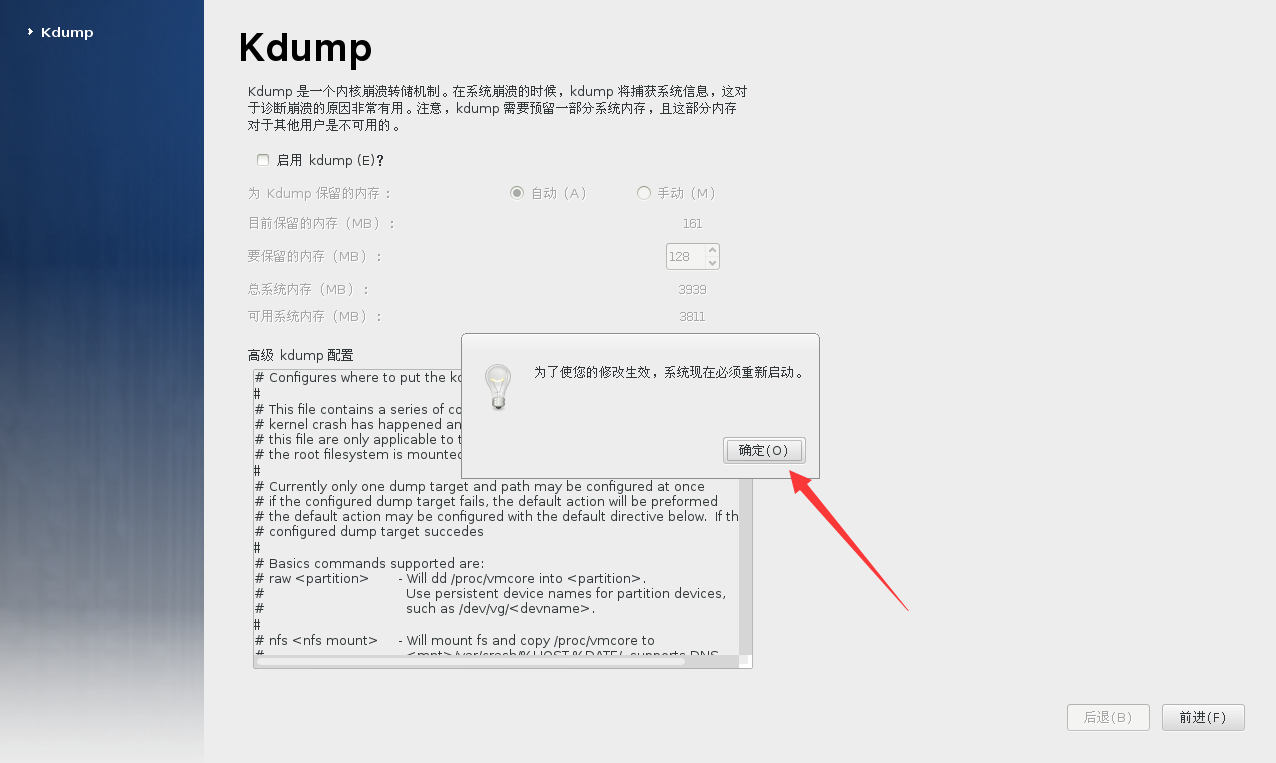 Kdump
Kdump
Kdump 是一个内核崩溃转储机制。在系统崩溃的时候，kdump 将捕获系统信息，这对
于诊断崩溃的原因非常有用。注意，kdump 需要预留一部分系统内存，且这部分内存
对于其他用户是不可用的。
启用 kdump (E)?
为 Kdump 保留的内存： 自动（A） 手动（M）
目前保留的内存（MB）： 161
要保留的内存（MB）： 128
总系统内存（MB）： 3939
可用系统内存（MB）： 3811
高级 kdump 配置
# Configures where to put the
#
# This file contains a series of
# kernel crash has happened
# this file are only applicable to
# the root filesystem is mounted
#
# Currently only one dump target and path may be configured at once
# if the configured dump target fails, the default action will be preformed
# the default action may be configured with the default directive below. If th
# configured dump target succedes
#
# Basics commands supported are:
# raw <partition> - Will dd /proc/vmcore into <partition>.
# Use persistent device names for partition devices,
# such as /dev/vg/<devname>.
#
# nfs <nfs mount> - Will mount fs and copy /proc/vmcore to
# <mnt>/var/crash/%HOST-%DATE/, supports DNS.
为了使您的修改生效，系统现在必须重新启动。
确定(O)
后退(B) 前进(F)